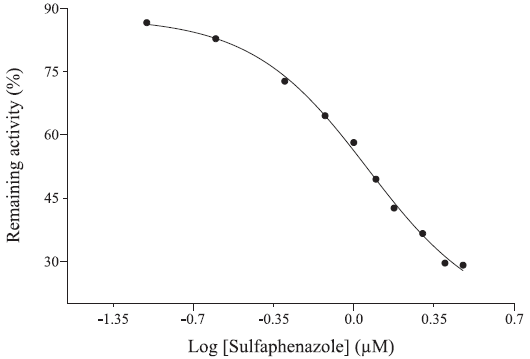 90
75
60
45
30
Remaining activity (%)
-1.35 -0.7 -0.35 0.0 0.35 0.7
Log [Sulfaphenazole] (µM)